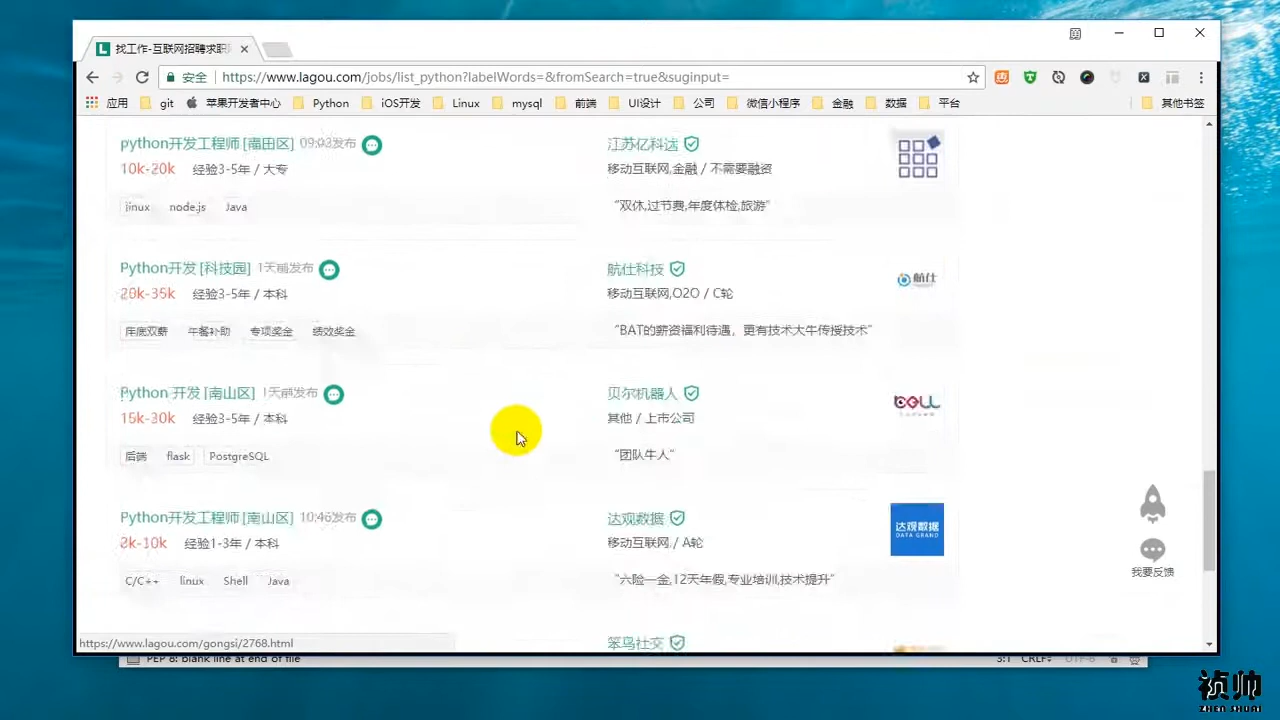 找工作-互联网招聘求职
安全 https://www.lagou.com/jobs/list_python?labelWords=&fromSearch=true&suginput=
应用 git 苹果开发者中心 Python iOS开发 Linux mysql 前端 UI设计 公司 微信小程序 金融 数据 平台 其他书签
python开发工程师 [莆田区] 09:03发布 江苏亿科达
10k-20k 经验3-5年 / 大专 移动互联网,金融 / 不需要融资
linux node.js Java “双休,过节费,年度体检,旅游”
Python开发 [科技园] 1天前发布 航仕科技
20k-35k 经验3-5年 / 本科 移动互联网,O2O / C轮
航仕
年底双薪 午餐补助 专项奖金 绩效奖金 “BAT的薪资福利待遇，更有技术大牛传授技术”
Python 开发 [南山区] 1天前发布 贝尔机器人
15k-30k 经验3-5年 / 本科 其他 / 上市公司
后端 flask PostgreSQL “团队牛人”
Python开发工程师 [南山区] 10:46发布 达观数据
8k-10k 经验1-3年 / 本科 移动互联网 / A轮
达观数据
DATA GRAND
C/C++ linux Shell Java “六险一金,12天年假,专业培训,技术提升”
我要反馈
笨鸟社交
https://www.lagou.com/gongsi/2768.html
PEP 8: blank line at end of file 3:1 CRLF UTF-8
祯帅
ZHEN SHUAI